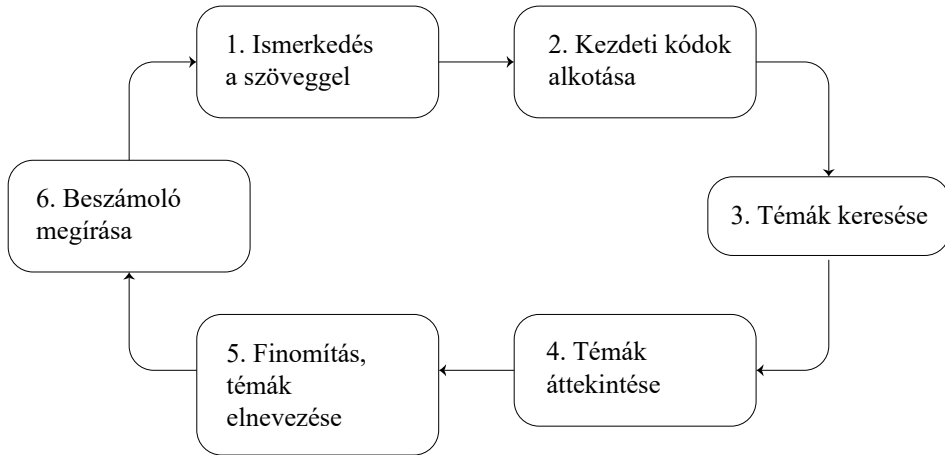 1. Ismerkedés
a szöveggel
2. Kezdeti kódok
alkotása
3. Témák keresése
4. Témák
áttekintése
5. Finomítás,
témák
elnevezése
6. Beszámoló
megírása